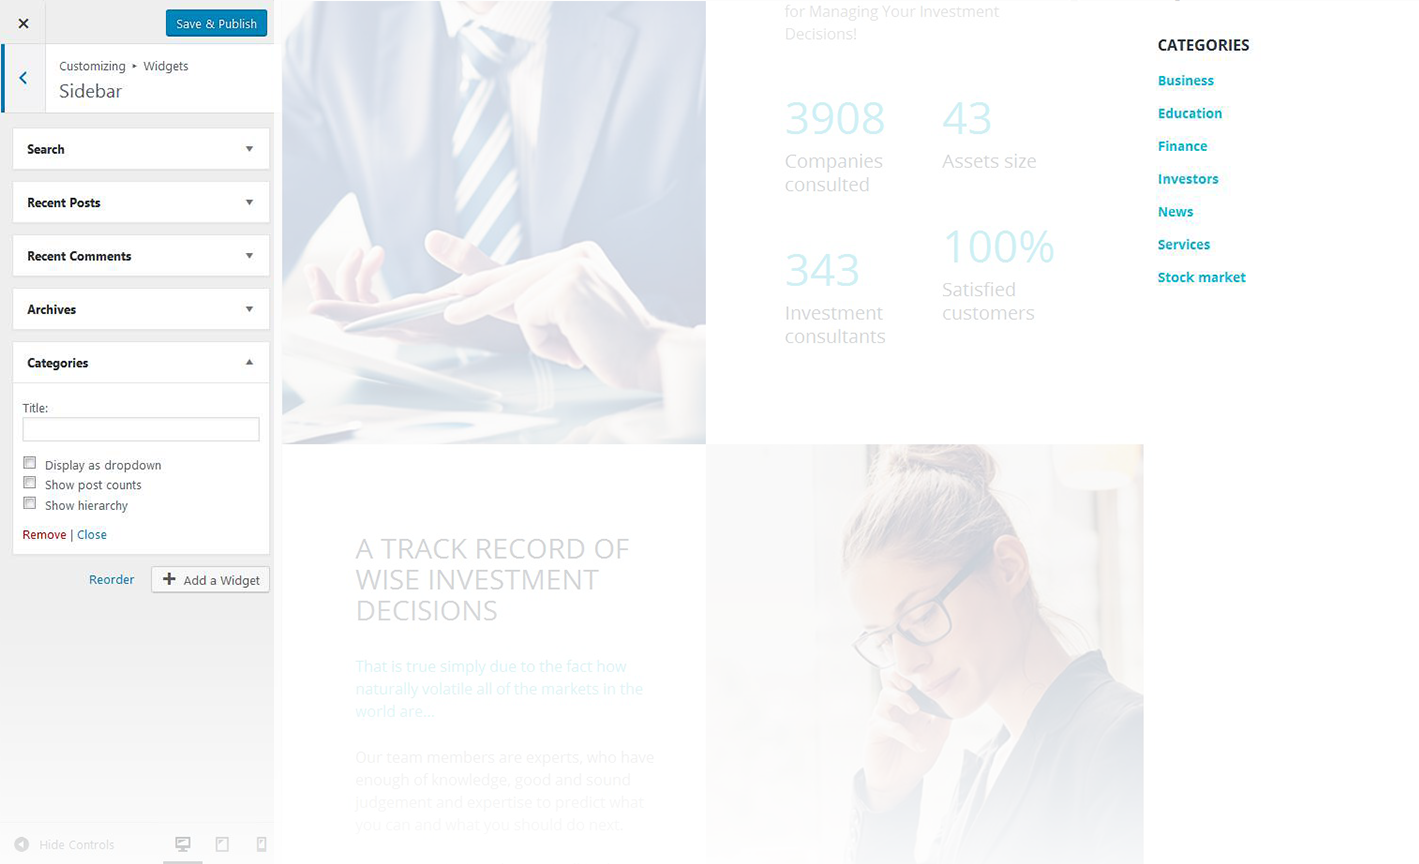 Save & Publish
Customizing ▸ Widgets
Sidebar
Search
Recent Posts
Recent Comments
Archives
Categories
Title:
Display as dropdown
Show post counts
Show hierarchy
Remove | Close
Reorder
Add a Widget
Hide Controls
for Managing Your Investment
Decisions!
3908
Companies
consulted
43
Assets size
343
Investment
consultants
100%
Satisfied
customers
A TRACK RECORD OF
WISE INVESTMENT
DECISIONS
That is true simply due to the fact how
naturally volatile all of the markets in the
world are...
Our team members are experts, who have
enough of knowledge, good and sound
judgement and expertise to predict what
you can and what you should do next.
CATEGORIES
Business
Education
Finance
Investors
News
Services
Stock market